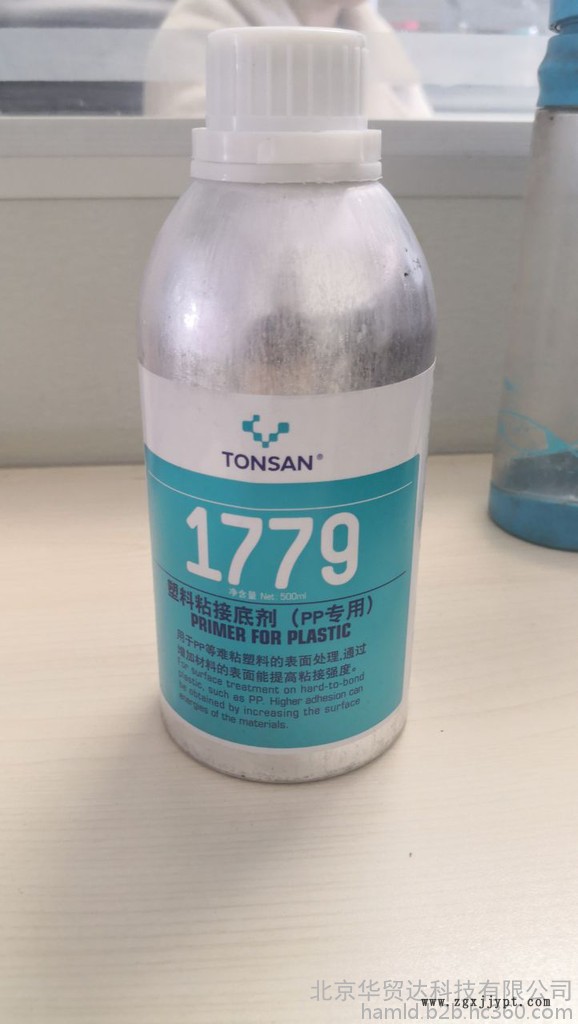 TONSAN®
1779
净含量 Net. 500ml
塑料粘接底剂（PP专用）
PRIMER FOR PLASTIC
用于PP等难粘塑料的表面处理,通过
增加材料的表面能提高粘接强度。
For surface treatment on hard-to-bond
plastic, such es PP. Higher adhesion can
be obtained by increasing the surface
energies of the materials.
北京华贸达科技有限公司
hamld.b2b.hc360.com
www.zgxjjypt.com